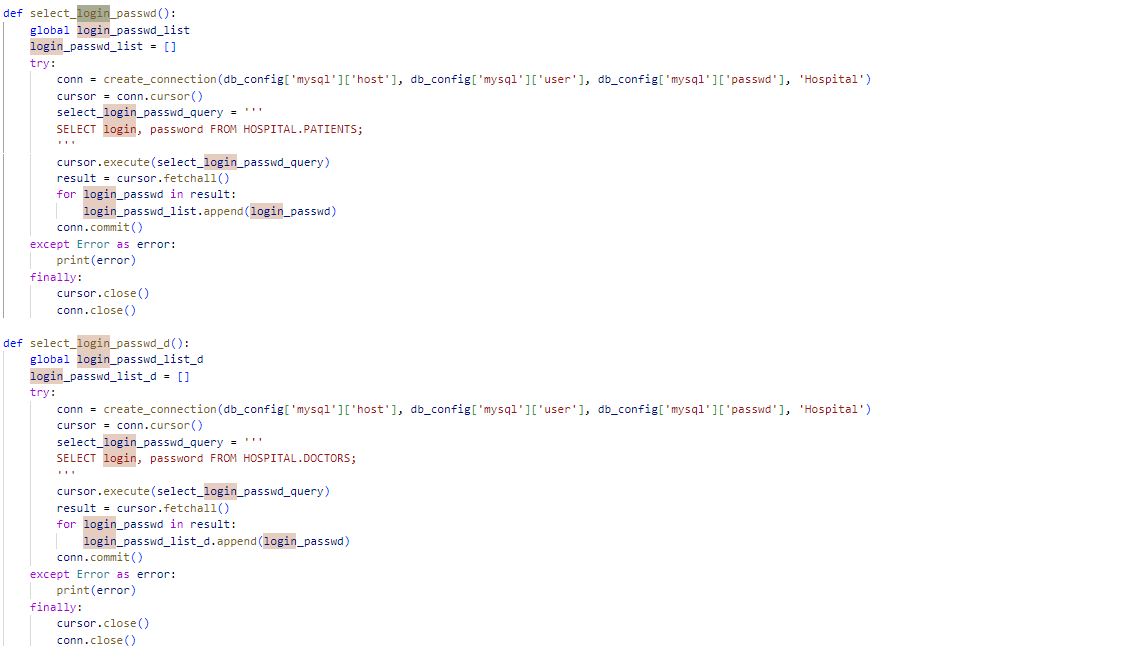 def select_login_passwd():
    global login_passwd_list
    login_passwd_list = []
    try:
        conn = create_connection(db_config['mysql']['host'], db_config['mysql']['user'], db_config['mysql']['passwd'], 'Hospital')
        cursor = conn.cursor()
        select_login_passwd_query = '''
        SELECT login, password FROM HOSPITAL.PATIENTS;
        '''
        cursor.execute(select_login_passwd_query)
        result = cursor.fetchall()
        for login_passwd in result:
            login_passwd_list.append(login_passwd)
        conn.commit()
    except Error as error:
        print(error)
    finally:
        cursor.close()
        conn.close()

def select_login_passwd_d():
    global login_passwd_list_d
    login_passwd_list_d = []
    try:
        conn = create_connection(db_config['mysql']['host'], db_config['mysql']['user'], db_config['mysql']['passwd'], 'Hospital')
        cursor = conn.cursor()
        select_login_passwd_query = '''
        SELECT login, password FROM HOSPITAL.DOCTORS;
        '''
        cursor.execute(select_login_passwd_query)
        result = cursor.fetchall()
        for login_passwd in result:
            login_passwd_list_d.append(login_passwd)
        conn.commit()
    except Error as error:
        print(error)
    finally:
        cursor.close()
        conn.close()